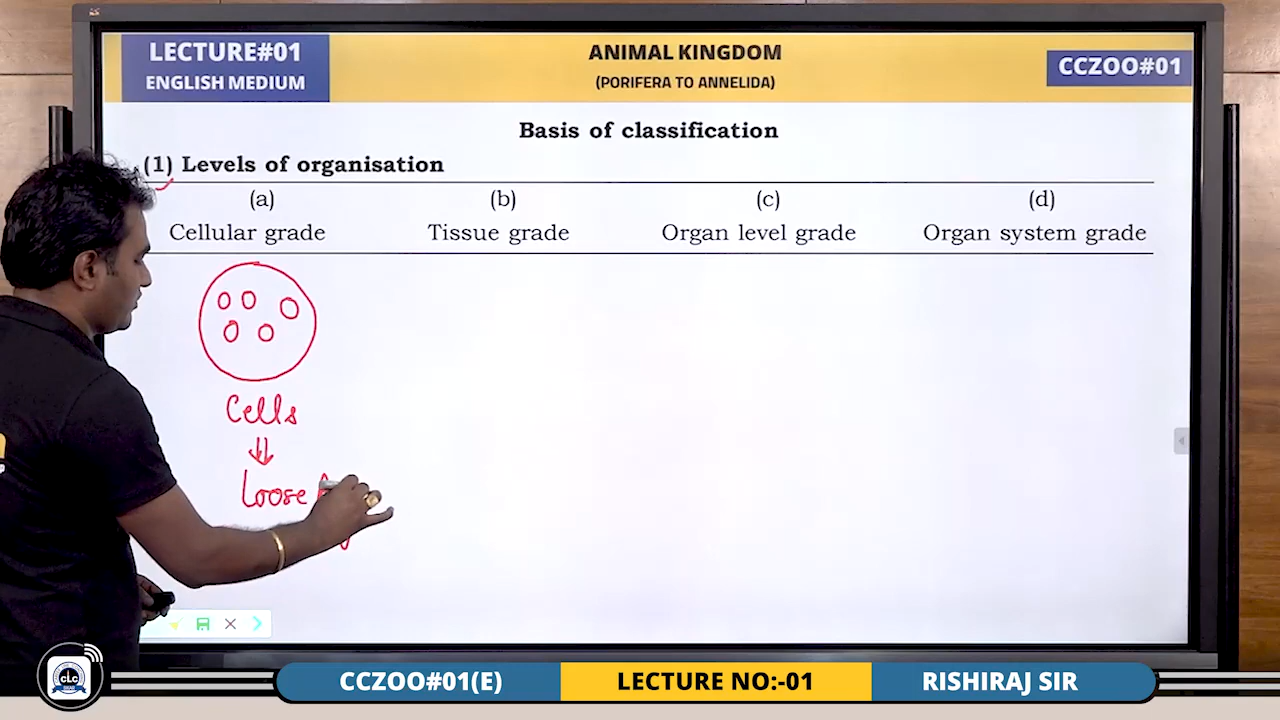 LECTURE#01
ENGLISH MEDIUM
ANIMAL KINGDOM
(PORIFERA TO ANNELIDA)
CCZOO#01
Basis of classification
(1) Levels of organisation
(a) (b) (c) (d)
Cellular grade Tissue grade Organ level grade Organ system grade
Cells
Loose
CLC
CCZOO#01(E)
LECTURE NO:-01
RISHIRAJ SIR